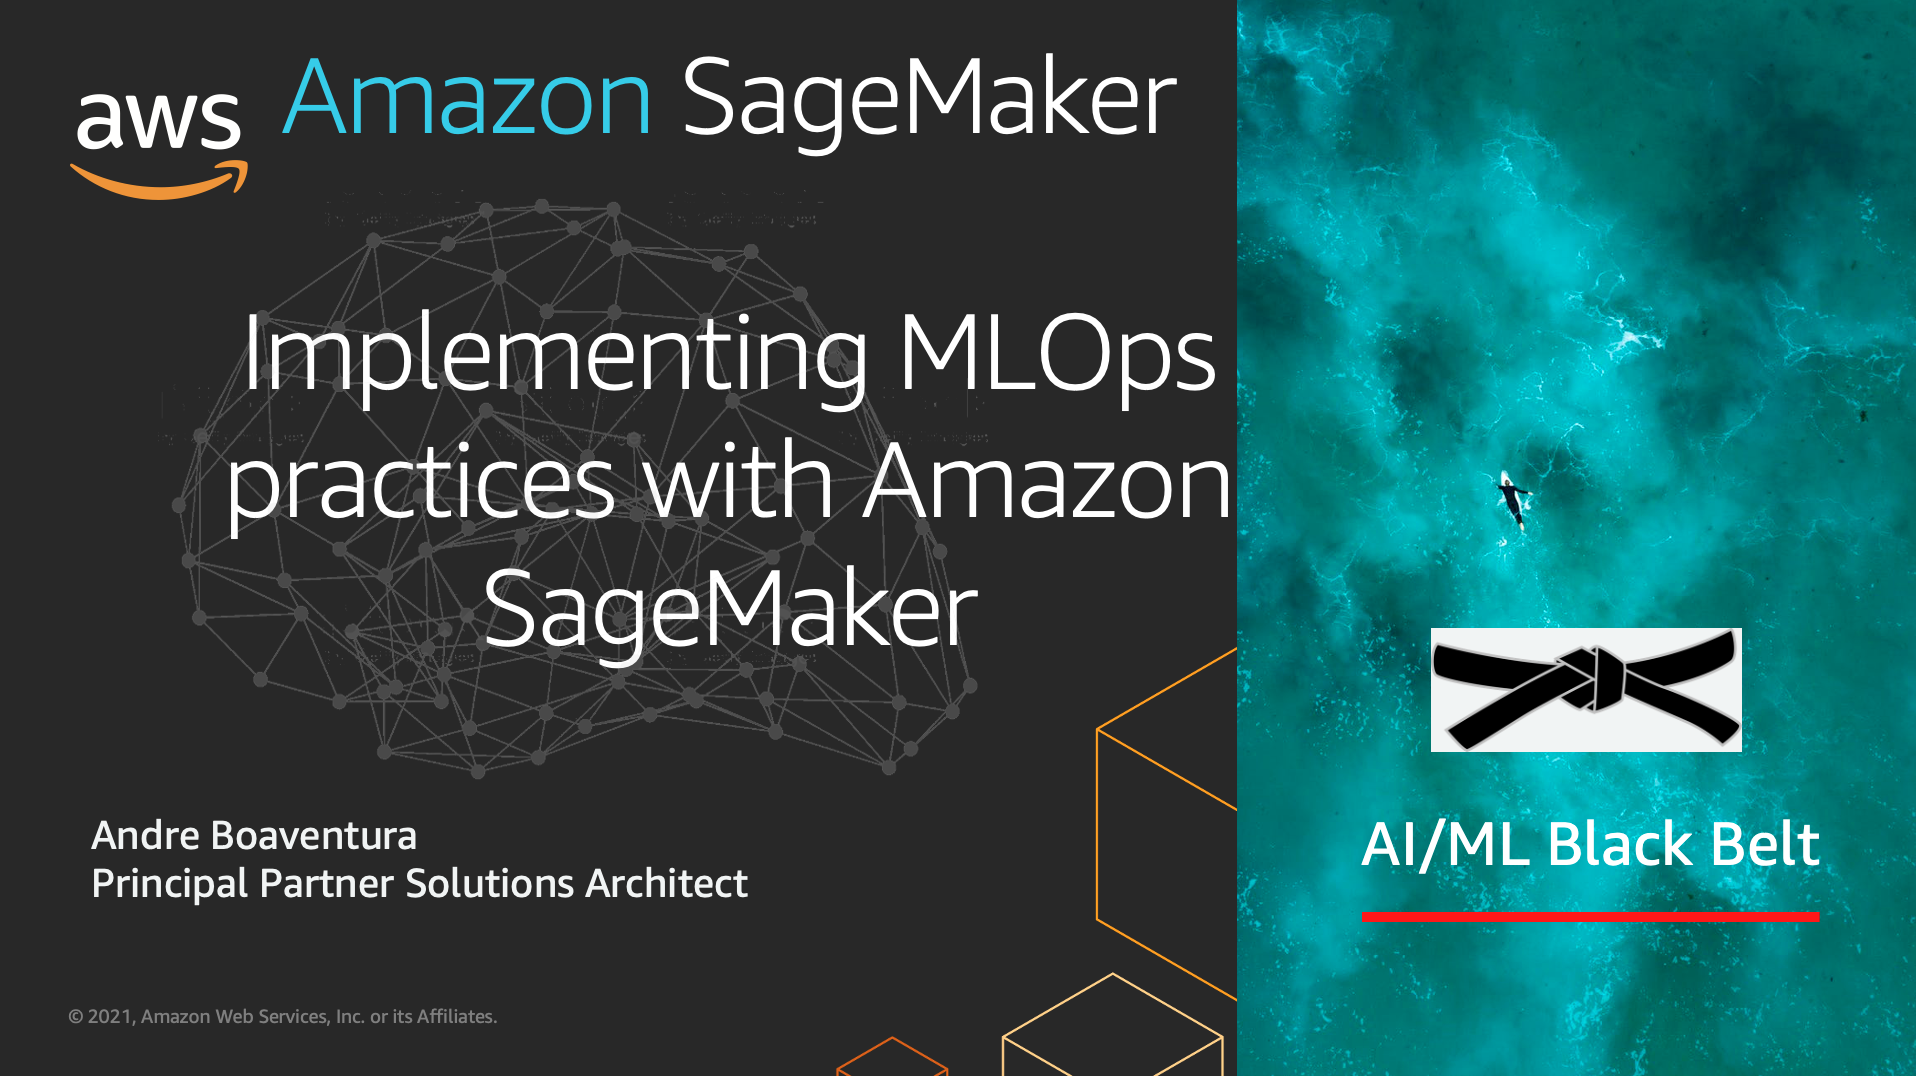 aws
Amazon SageMaker
Implementing MLOps
practices with Amazon
SageMaker
Andre Boaventura
Principal Partner Solutions Architect
AI/ML Black Belt
© 2021, Amazon Web Services, Inc. or its Affiliates.